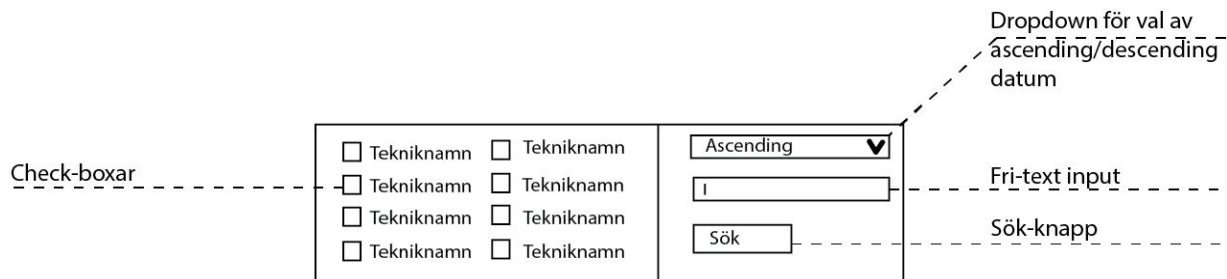 Dropdown för val av
ascending/descending
datum
Check-boxar
Tekniknamn
Tekniknamn
Tekniknamn
Tekniknamn
Tekniknamn
Tekniknamn
Tekniknamn
Tekniknamn
Ascending
I
Sök
Fri-text input
Sök-knapp